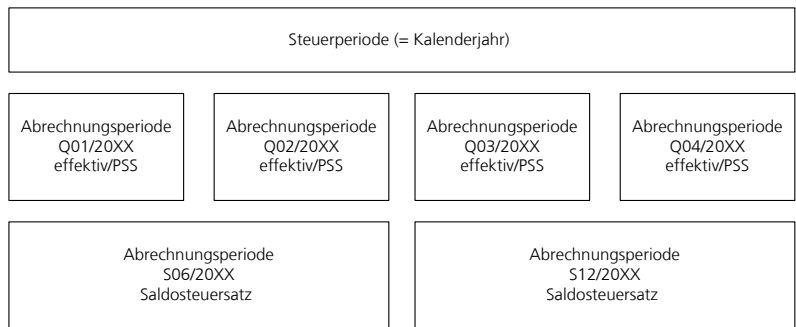 Steuerperiode (= Kalenderjahr)
Abrechnungsperiode
Q01/20XX
effektiv/PSS
Abrechnungsperiode
Q02/20XX
effektiv/PSS
Abrechnungsperiode
Q03/20XX
effektiv/PSS
Abrechnungsperiode
Q04/20XX
effektiv/PSS
Abrechnungsperiode
S06/20XX
Saldosteuersatz
Abrechnungsperiode
S12/20XX
Saldosteuersatz